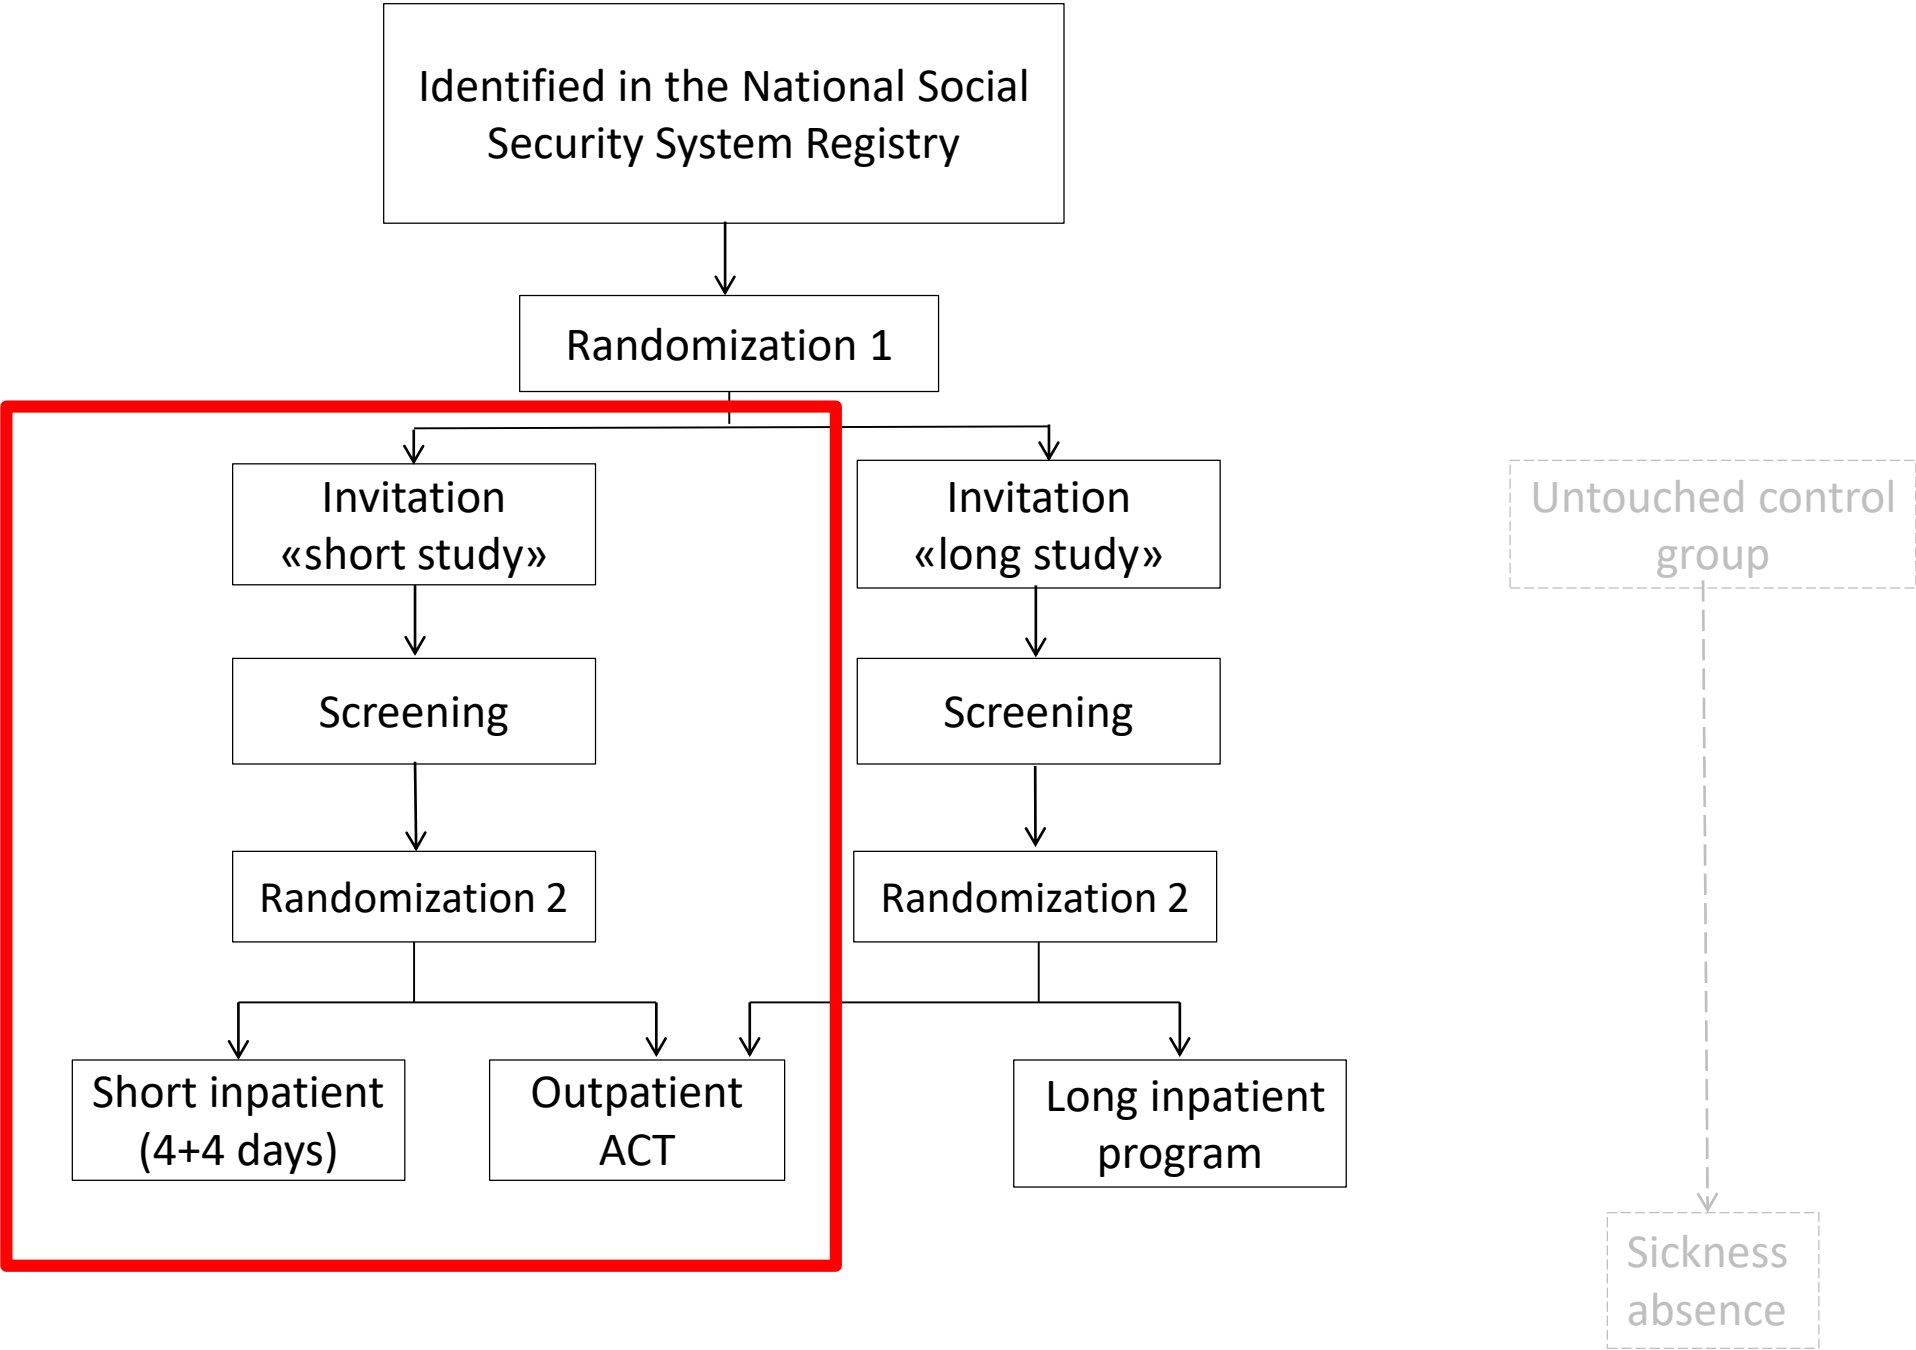 Identified in the National Social
Security System Registry
Randomization 1
Invitation
«short study»
Invitation
«long study»
Untouched control
group
Screening
Screening
Randomization 2
Randomization 2
Short inpatient
(4+4 days)
Outpatient
ACT
Long inpatient
program
Sickness
absence